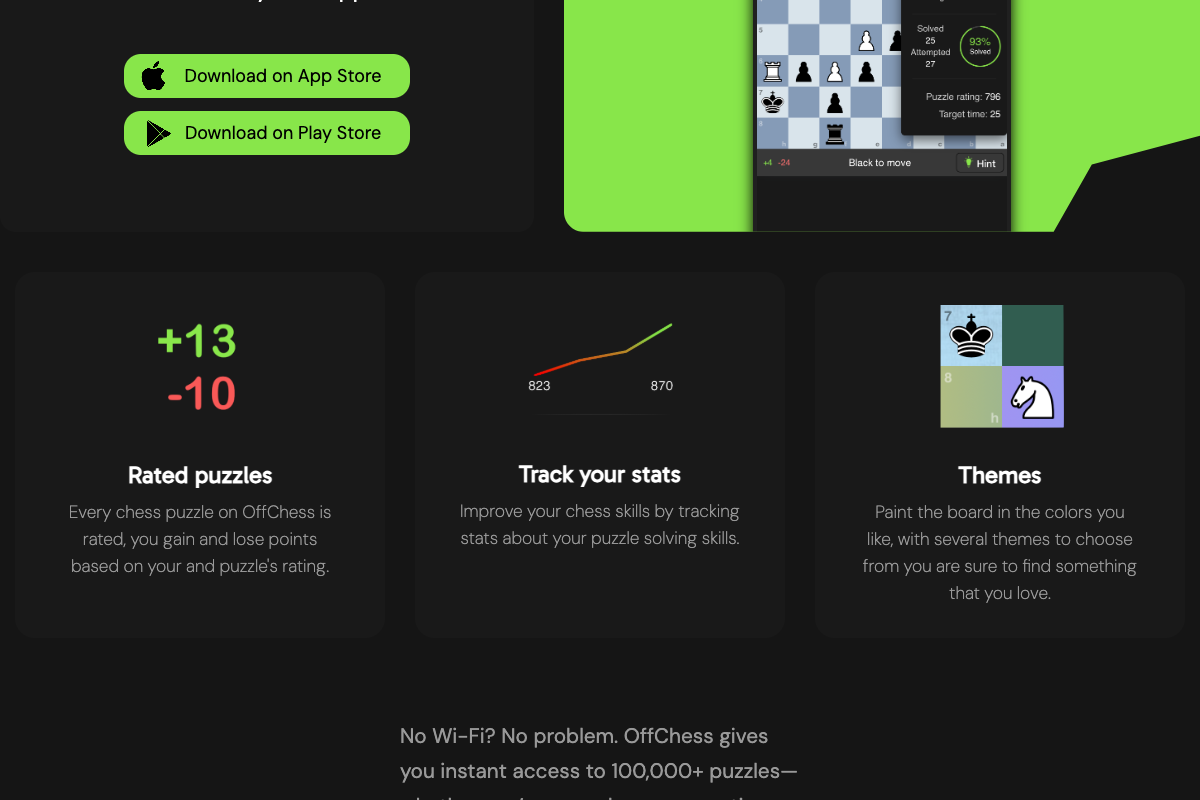 Download on App Store
Download on Play Store
5
7
Solved
25
Attempted
27
93%
Solved
Puzzle rating: 796
Target time: 25
h
g
e
+4 -24
Black to move
Hint
+13
-10
Rated puzzles
Every chess puzzle on OffChess is
rated, you gain and lose points
based on your and puzzle's rating.
823
870
Track your stats
Improve your chess skills by tracking
stats about your puzzle solving skills.
7
8
h
Themes
Paint the board in the colors you
like, with several themes to choose
from you are sure to find something
that you love.
No Wi-Fi? No problem. OffChess gives
you instant access to 100,000+ puzzles—